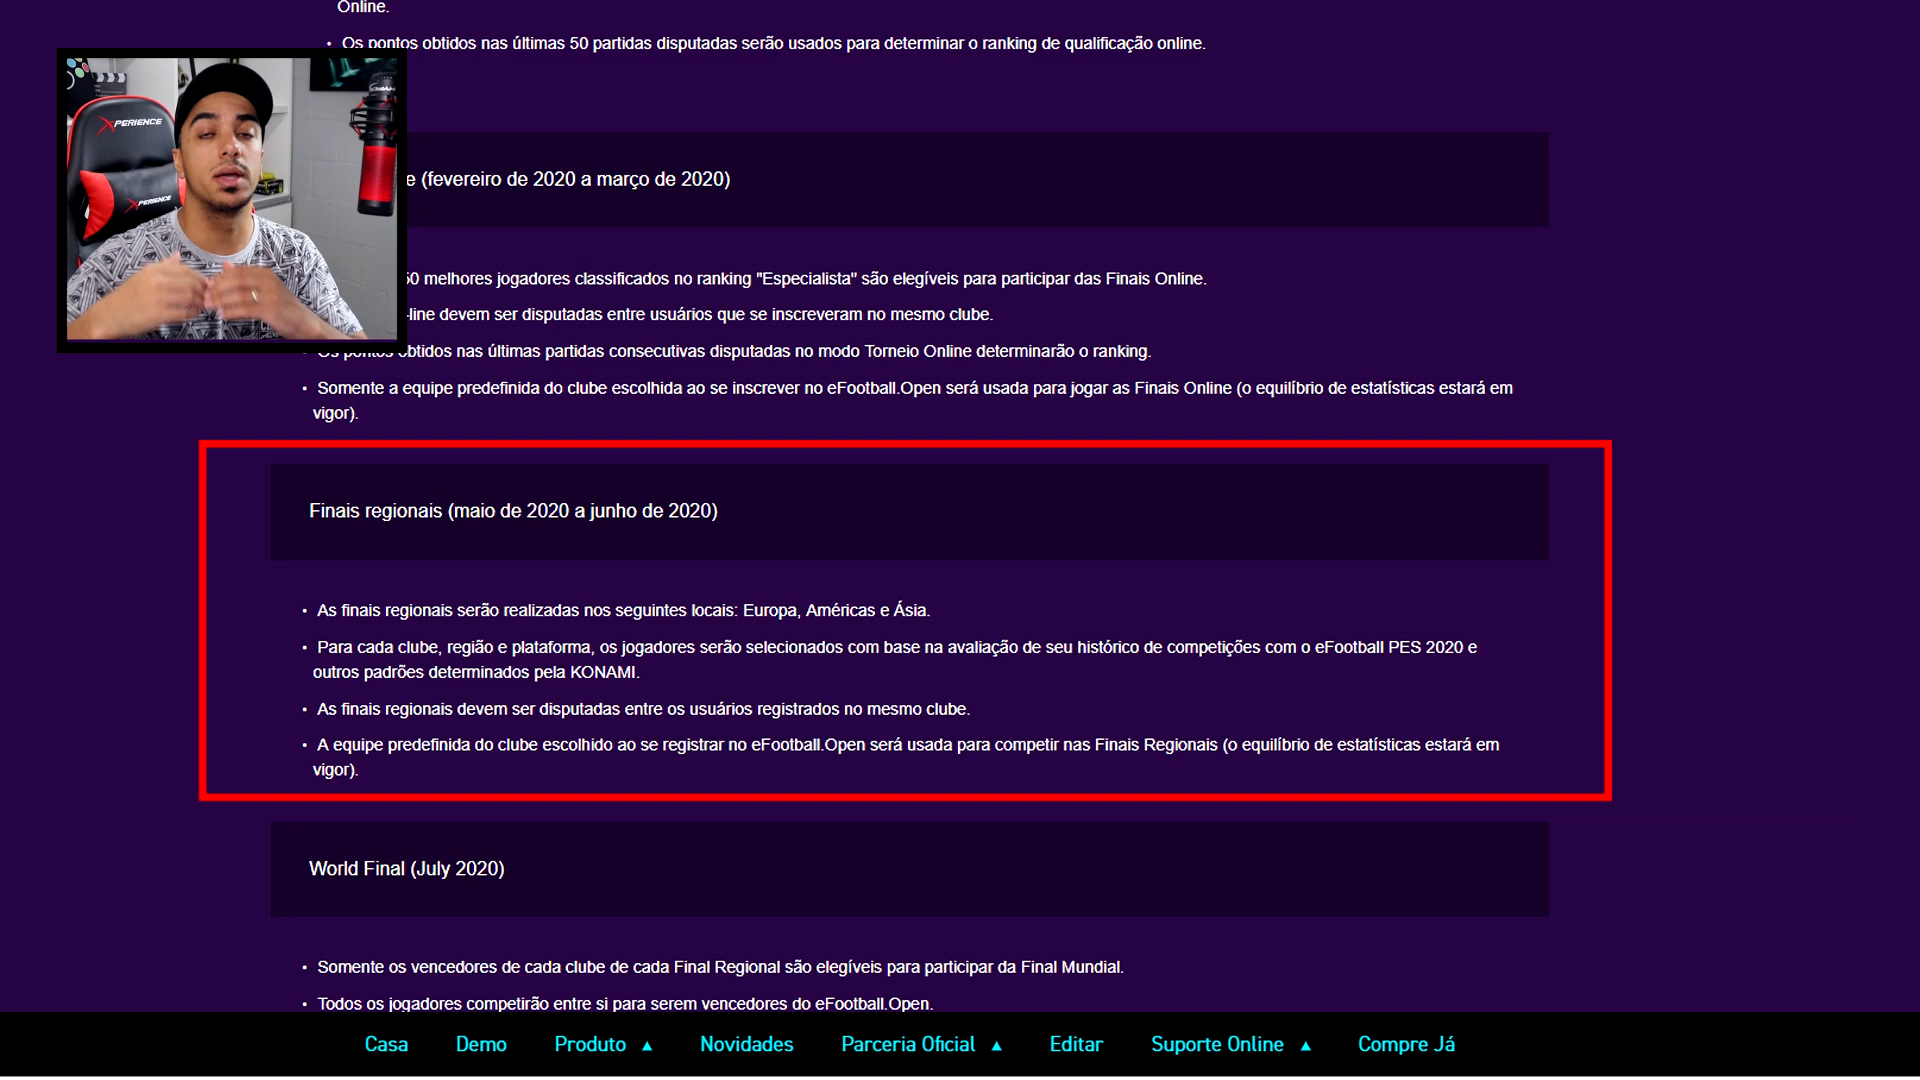 Online.
• Os pontos obtidos nas últimas 50 partidas disputadas serão usados para determinar o ranking de qualificação online.
XPERIENCE
XPERIENCE
e (fevereiro de 2020 a março de 2020)
50 melhores jogadores classificados no ranking "Especialista" são elegíveis para participar das Finais Online.
-line devem ser disputadas entre usuários que se inscreveram no mesmo clube.
• Os pontos obtidos nas últimas partidas consecutivas disputadas no modo Torneio Online determinarão o ranking.
• Somente a equipe predefinida do clube escolhida ao se inscrever no eFootball.Open será usada para jogar as Finais Online (o equilíbrio de estatísticas estará em
vigor).
Finais regionais (maio de 2020 a junho de 2020)
• As finais regionais serão realizadas nos seguintes locais: Europa, Américas e Ásia.
• Para cada clube, região e plataforma, os jogadores serão selecionados com base na avaliação de seu histórico de competições com o eFootball PES 2020 e
outros padrões determinados pela KONAMI.
• As finais regionais devem ser disputadas entre os usuários registrados no mesmo clube.
• A equipe predefinida do clube escolhido ao se registrar no eFootball.Open será usada para competir nas Finais Regionais (o equilíbrio de estatísticas estará em
vigor).
World Final (July 2020)
• Somente os vencedores de cada clube de cada Final Regional são elegíveis para participar da Final Mundial.
• Todos os jogadores competirão entre si para serem vencedores do eFootball.Open.
Casa Demo Produto ▲ Novidades Parceria Oficial ▲ Editar Suporte Online ▲ Compre Já